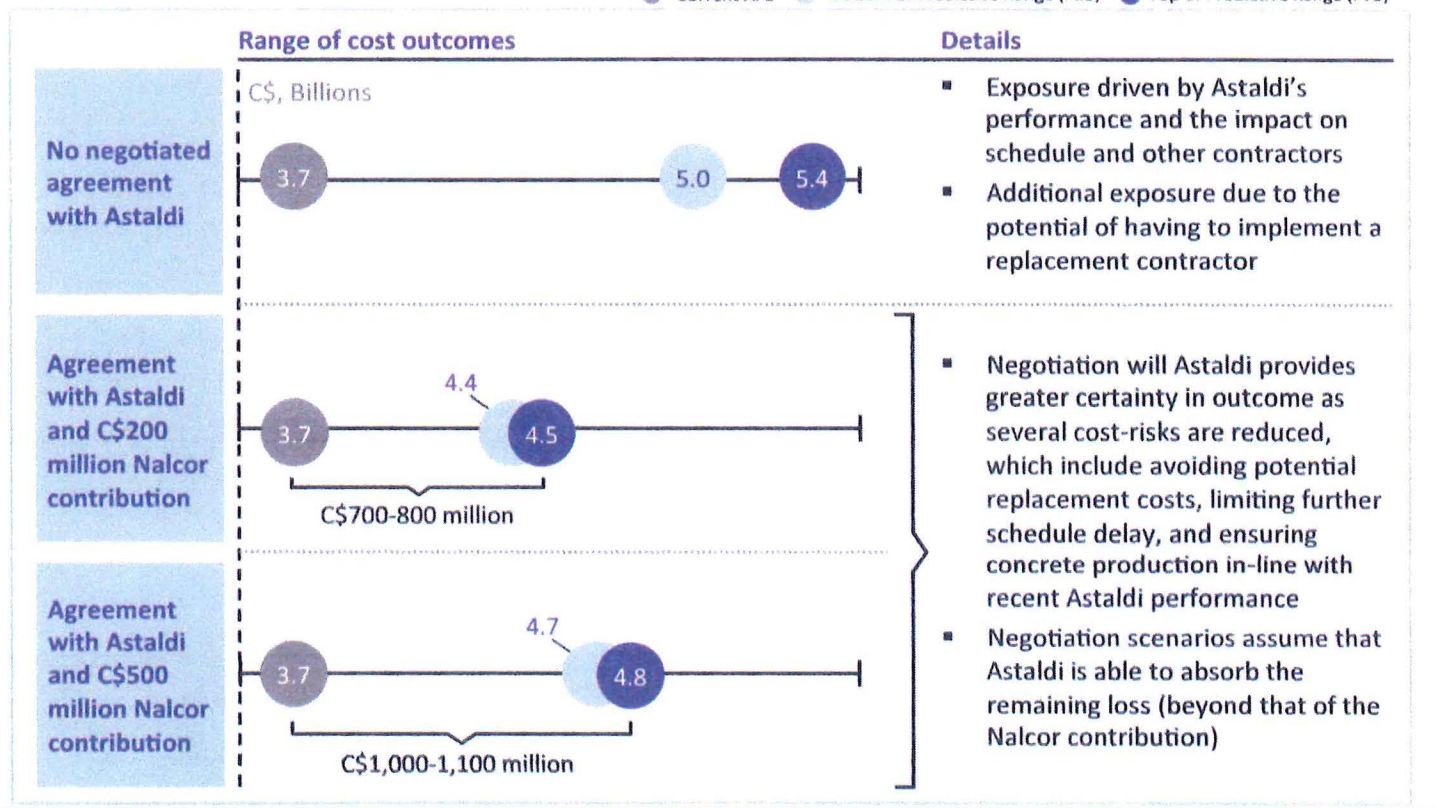 Range of cost outcomes
Details
C$, Billions
No negotiated
agreement
with Astaldi
3.7
5.0
5.4
▪ Exposure driven by Astaldi's
performance and the impact on
schedule and other contractors
▪ Additional exposure due to the
potential of having to implement a
replacement contractor
Agreement
with Astaldi
and C$200
million Nalcor
contribution
3.7
4.4
4.5
C$700-800 million
Agreement
with Astaldi
and C$500
million Nalcor
contribution
3.7
4.7
4.8
C$1,000-1,100 million
▪ Negotiation will Astaldi provides
greater certainty in outcome as
several cost-risks are reduced,
which include avoiding potential
replacement costs, limiting further
schedule delay, and ensuring
concrete production in-line with
recent Astaldi performance
▪ Negotiation scenarios assume that
Astaldi is able to absorb the
remaining loss (beyond that of the
Nalcor contribution)